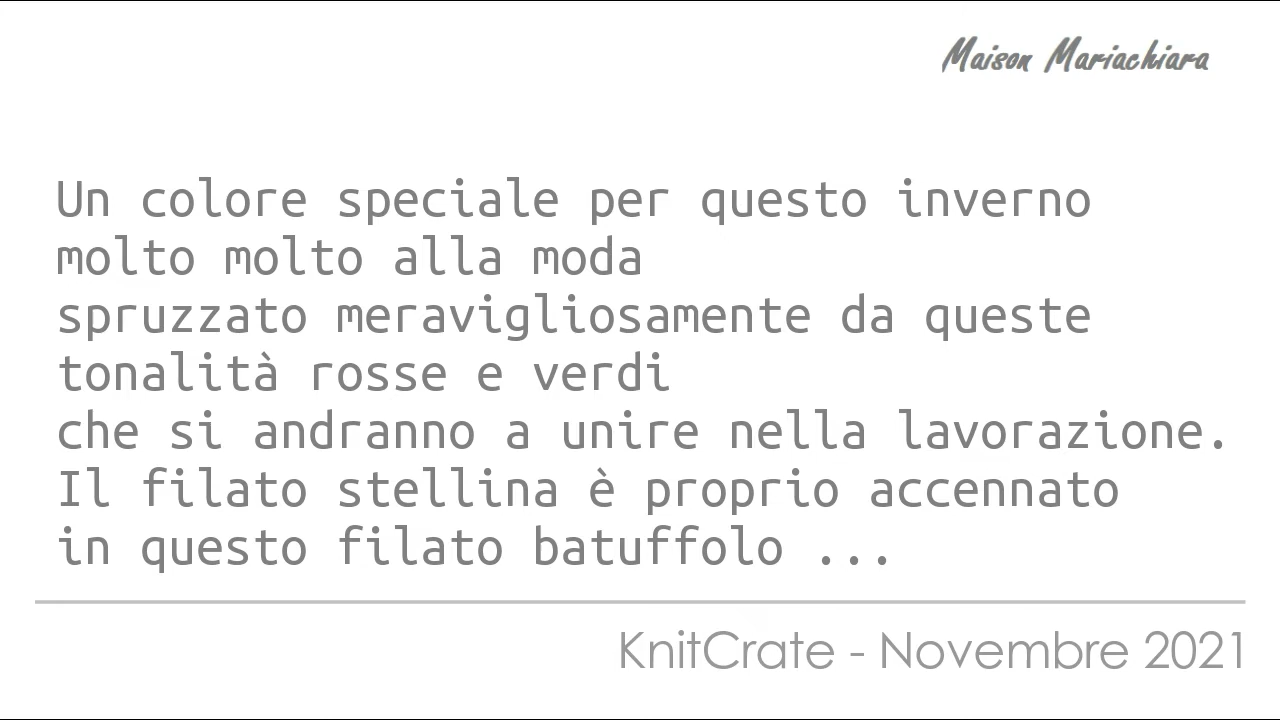 Maison Mariachiara
Un colore speciale per questo inverno
molto molto alla moda
spruzzato meravigliosamente da queste
tonalità rosse e verdi
che si andranno a unire nella lavorazione.
Il filato stellina è proprio accennato
in questo filato batuffolo ...
KnitCrate - Novembre 2021